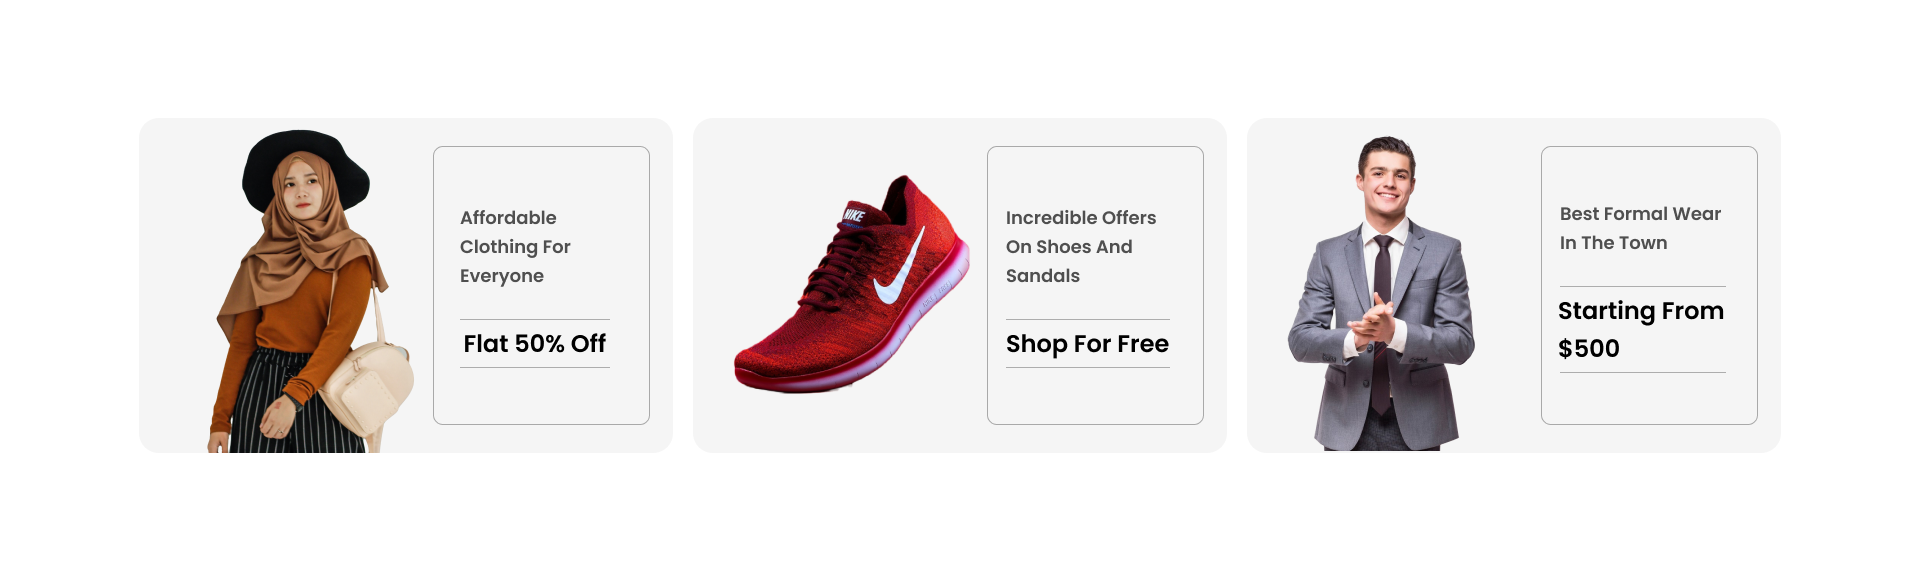 Affordable
Clothing For
Everyone
Flat 50% Off
NIKE
Incredible Offers
On Shoes And
Sandals
Shop For Free
Best Formal Wear
In The Town
Starting From
$500